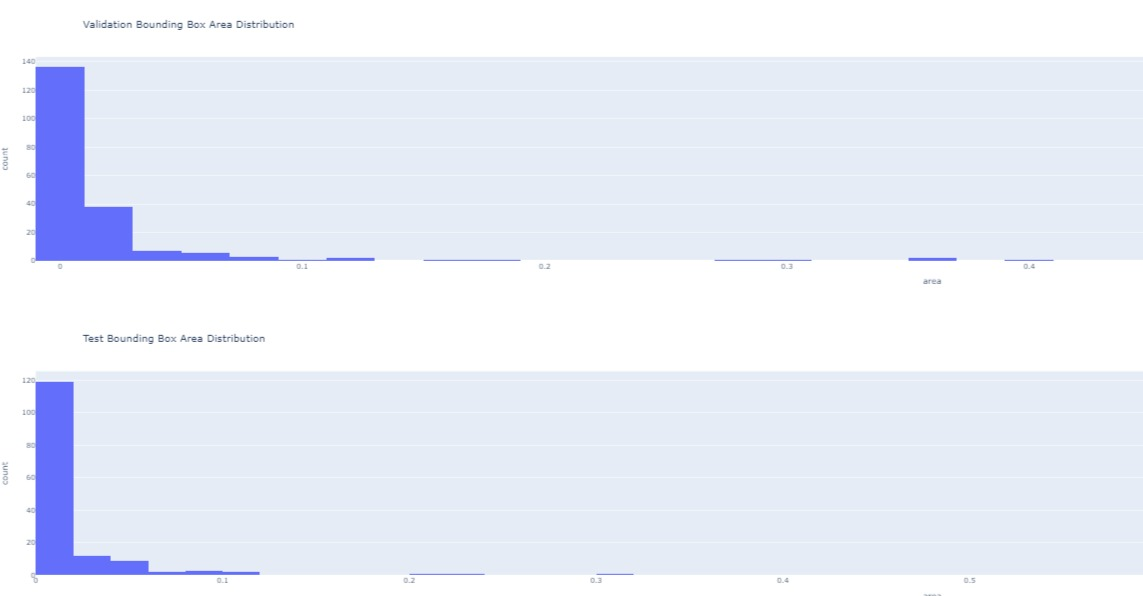 Validation Bounding Box Area Distribution
140
120
100
80
60
40
20
0
count
0 0.1 0.2 0.3 0.4
area
Test Bounding Box Area Distribution
120
100
80
60
40
20
0
count
0 0.1 0.2 0.3 0.4 0.5
area